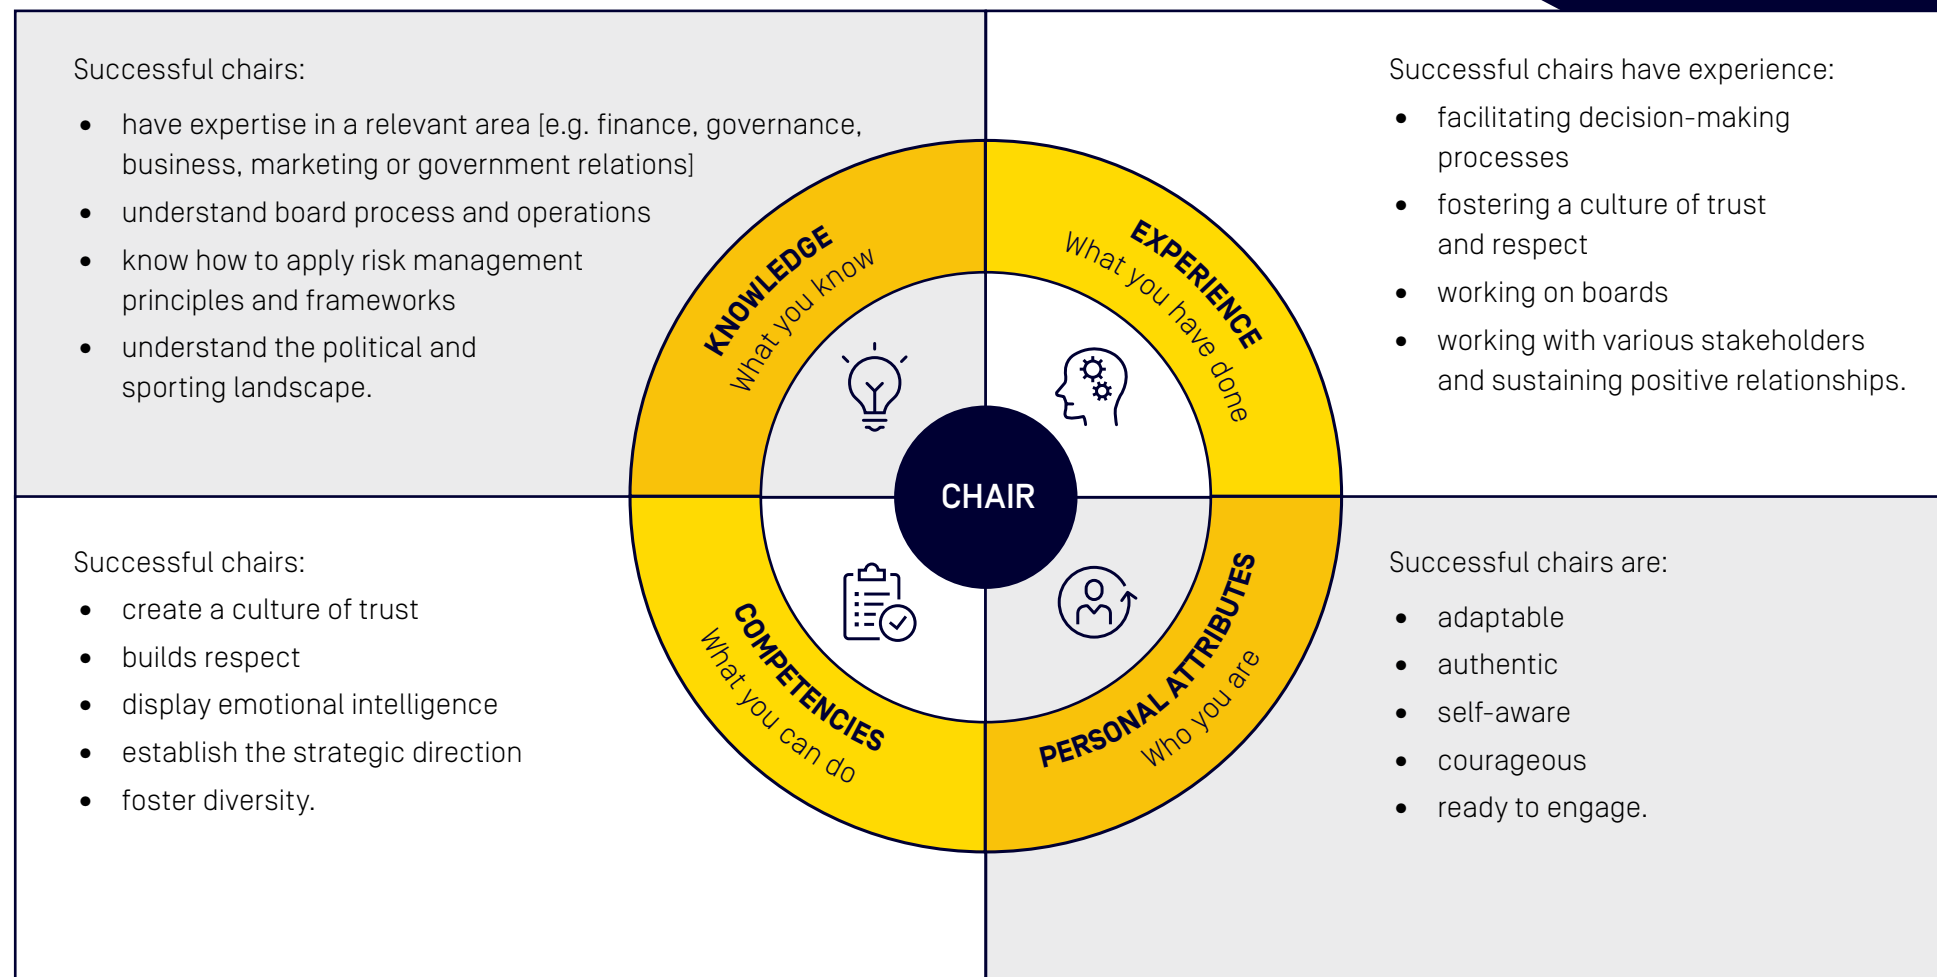 Successful chairs:
• have expertise in a relevant area [e.g. finance, governance,
business, marketing or government relations]
• understand board process and operations
• know how to apply risk management
principles and frameworks
• understand the political and
sporting landscape.
KNOWLEDGE
What you know
Successful chairs have experience:
• facilitating decision-making
processes
• fostering a culture of trust
and respect
• working on boards
• working with various stakeholders
and sustaining positive relationships.
EXPERIENCE
What you have done
CHAIR
Successful chairs:
• create a culture of trust
• builds respect
• display emotional intelligence
• establish the strategic direction
• foster diversity.
COMPETENCIES
What you can do
Successful chairs are:
• adaptable
• authentic
• self-aware
• courageous
• ready to engage.
PERSONAL ATTRIBUTES
Who you are